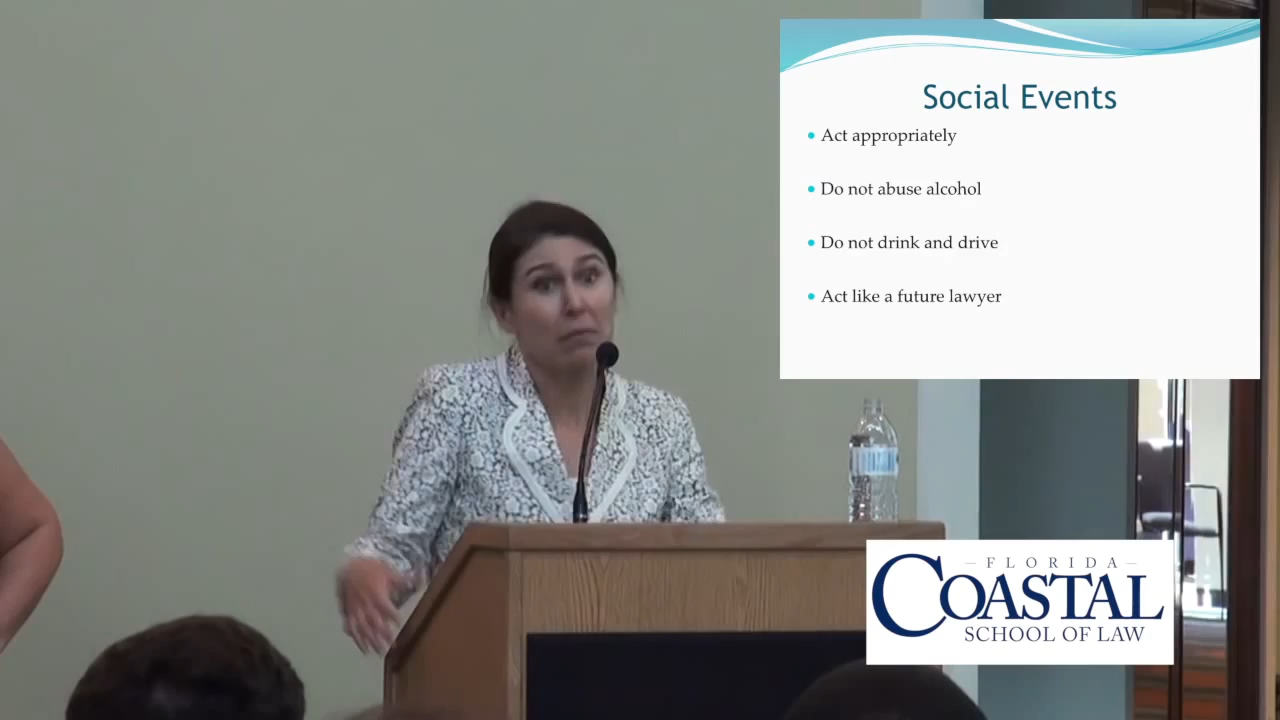 Social Events
Act appropriately
Do not abuse alcohol
Do not drink and drive
Act like a future lawyer
FLORIDA
COASTAL
SCHOOL OF LAW